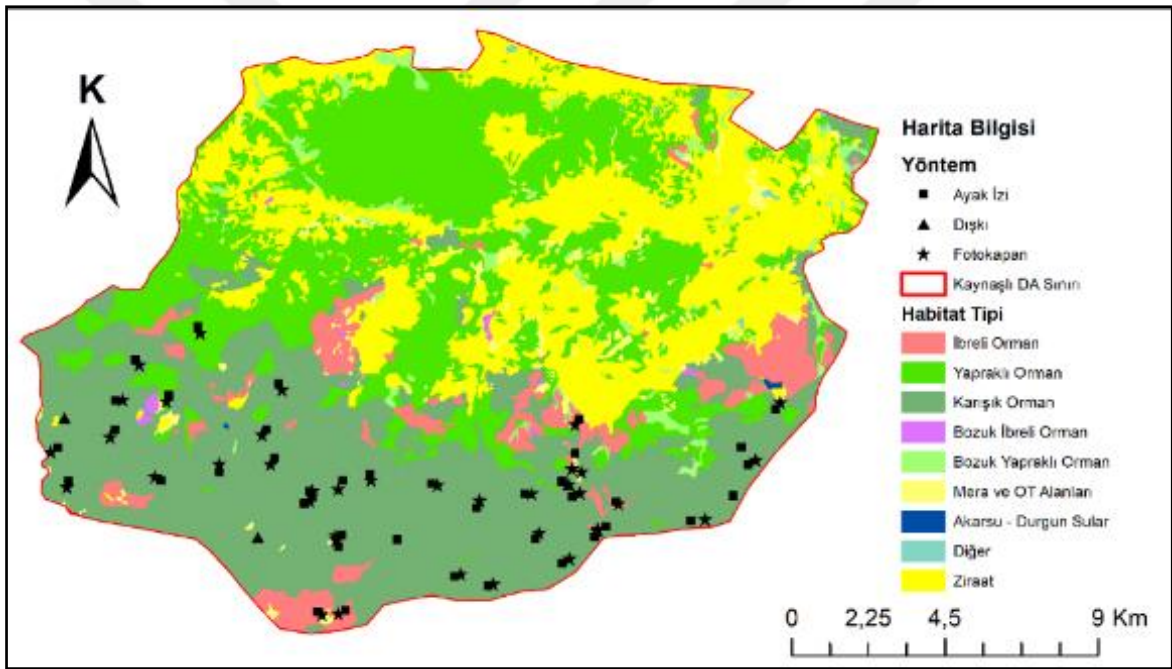 K
Harita Bilgisi
Yöntem
Ayak İzi
Dışkı
Fotokapan
Kaynaşlı DA Sınırı
Habitat Tipi
İbreli Orman
Yapraklı Orman
Karışık Orman
Bozuk İbreli Orman
Bozuk Yapraklı Orman
Mera ve OT Alanları
Akarsu - Durgun Sular
Diğer
Ziraat
0 2,25 4,5 9 Km